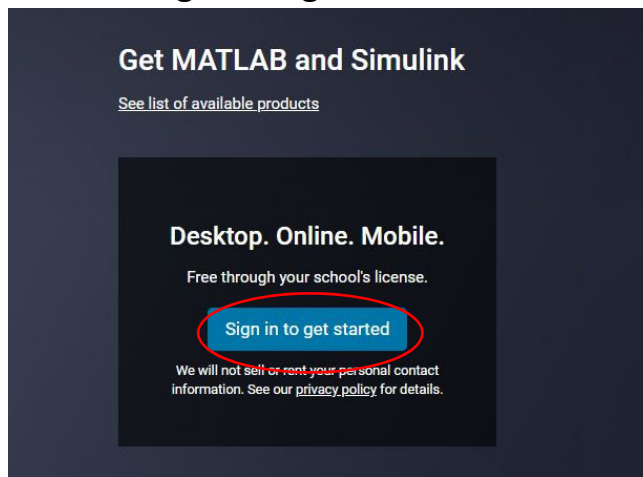 Get MATLAB and Simulink
See list of available products
Desktop. Online. Mobile.
Free through your school's license.
Sign in to get started
We will not sell or rent your personal contact
information. See our privacy policy for details.